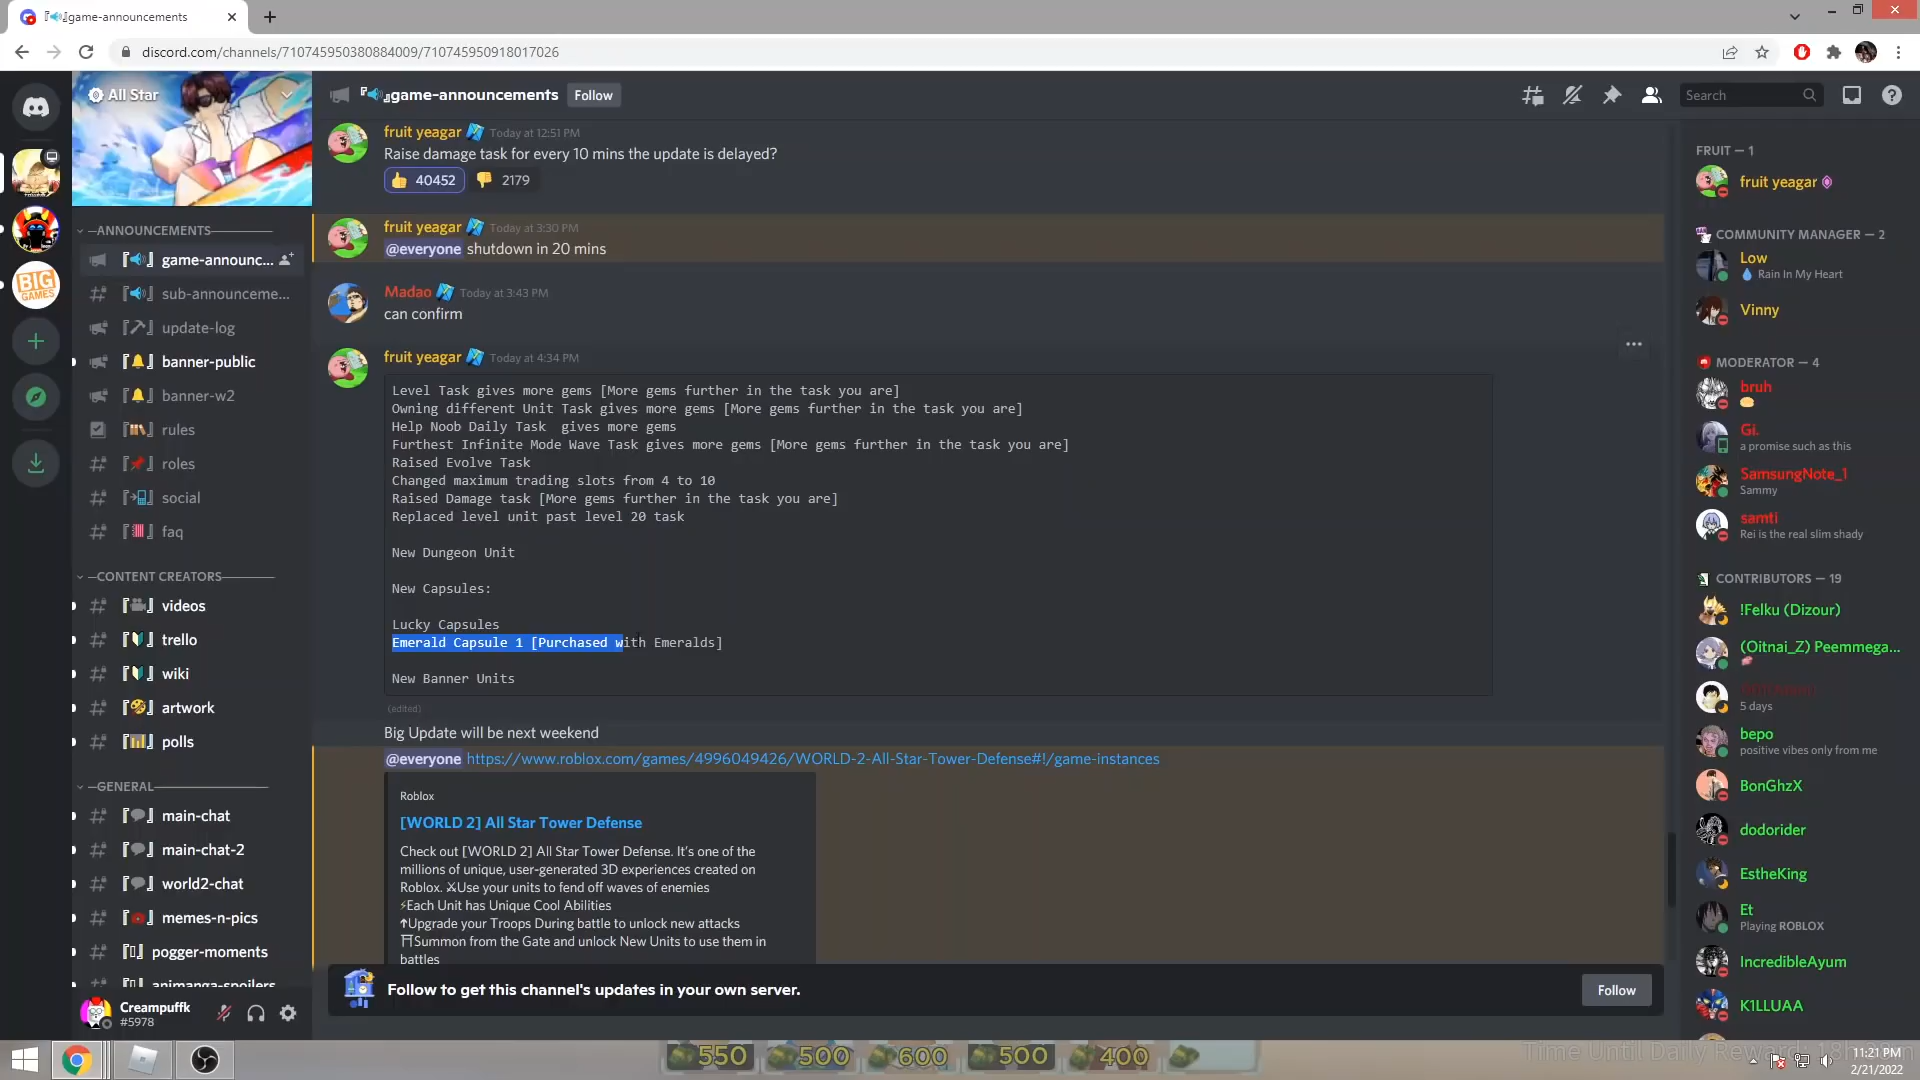 『🔊』game-announcements
discord.com/channels/710745950380884009/710745950918017026
All Star
『🔊』game-announcements
Follow
Search
—ANNOUNCEMENTS———
『🔊』 game-announc...
『🔊』 sub-announceme...
update-log
『🔔』 banner-public
『🔔』 banner-w2
rules
roles
social
faq
—CONTENT CREATORS———
videos
『🔰』 trello
『🔰』 wiki
artwork
polls
—GENERAL———
main-chat
main-chat-2
world2-chat
memes-n-pics
pogger-moments
animanga-spoilers
Creampuffk
#5978
fruit yeagar Today at 12:51 PM
Raise damage task for every 10 mins the update is delayed?
👍 40452 👎 2179
fruit yeagar Today at 3:30 PM
@everyone shutdown in 20 mins
Madao Today at 3:43 PM
can confirm
fruit yeagar Today at 4:34 PM
Level Task gives more gems [More gems further in the task you are]
Owning different Unit Task gives more gems [More gems further in the task you are]
Help Noob Daily Task  gives more gems
Furthest Infinite Mode Wave Task gives more gems [More gems further in the task you are]
Raised Evolve Task
Changed maximum trading slots from 4 to 10
Raised Damage task [More gems further in the task you are]
Replaced level unit past level 20 task
New Dungeon Unit
New Capsules:
Lucky Capsules
Emerald Capsule 1 [Purchased with Emeralds]
New Banner Units
(edited)
Big Update will be next weekend
@everyone https://www.roblox.com/games/4996049426/WORLD-2-All-Star-Tower-Defense#!/game-instances
Roblox
[WORLD 2] All Star Tower Defense
Check out [WORLD 2] All Star Tower Defense. It's one of the
millions of unique, user-generated 3D experiences created on
Roblox. ⚔Use your units to fend off waves of enemies
⚡Each Unit has Unique Cool Abilities
↑Upgrade your Troops During battle to unlock new attacks
⛩Summon from the Gate and unlock New Units to use them in
battles
Follow to get this channel's updates in your own server.
Follow
FRUIT — 1
fruit yeagar
COMMUNITY MANAGER — 2
Low
Rain In My Heart
Vinny
MODERATOR — 4
bruh
Gi.
a promise such as this
SamsungNote_1
Sammy
samti
Rei is the real slim shady
CONTRIBUTORS — 19
!Felku (Dizour)
(Oitnai_Z) Peemmega...
5 days
bepo
positive vibes only from me
BonGhzX
dodorider
EstheKing
Et
Playing ROBLOX
IncredibleAyum
K1LLUAA
BIG
GAMES
550 500 600 500 400
Time Until Daily Reward: 18h
11:21 PM
2/21/2022